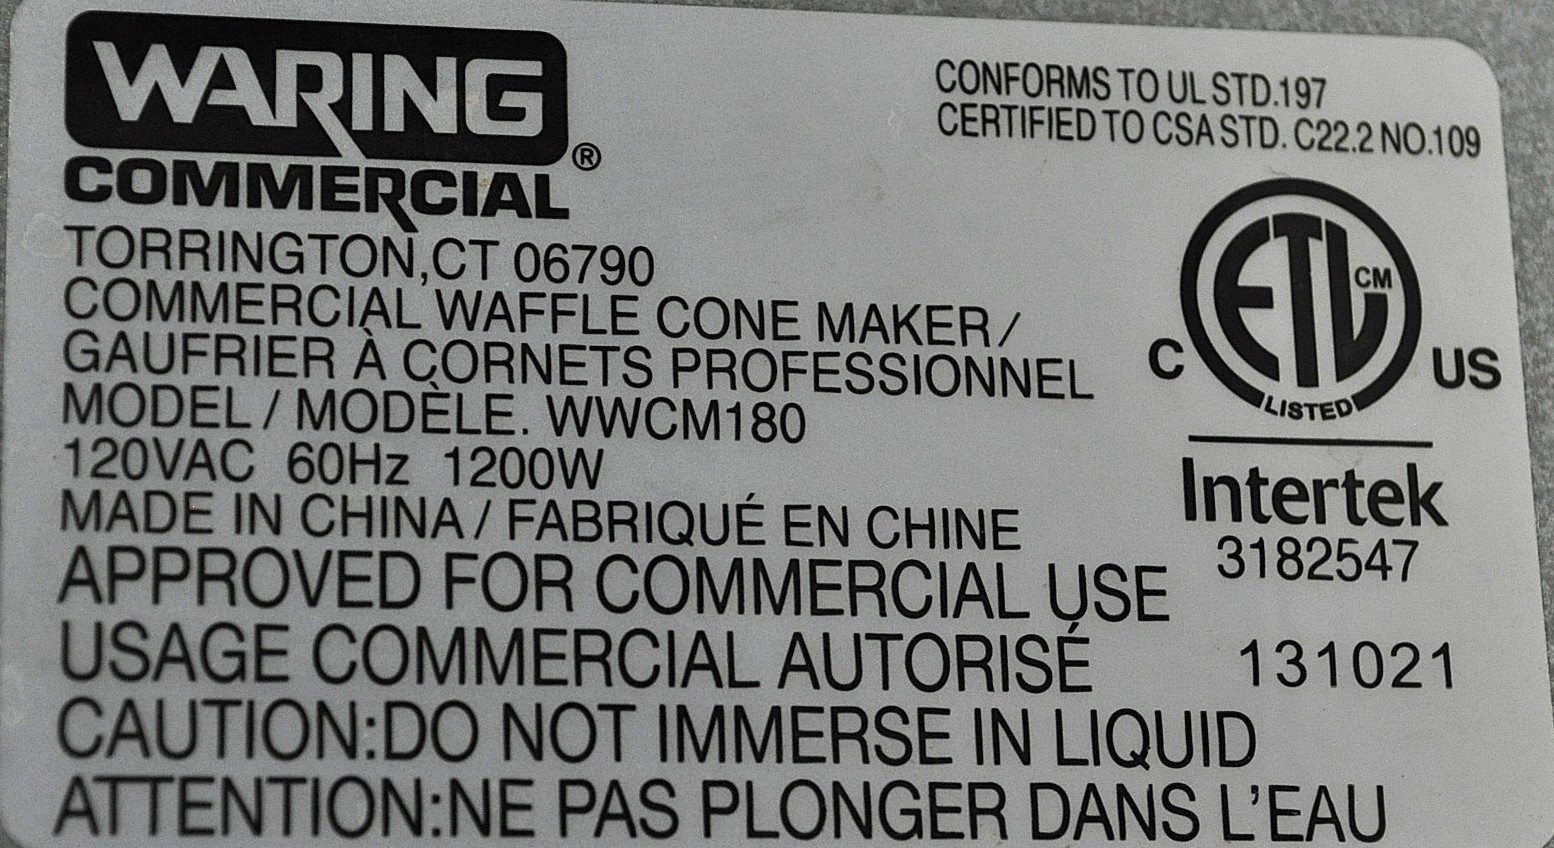 WARING®
COMMERCIAL
TORRINGTON,CT 06790
COMMERCIAL WAFFLE CONE MAKER /
GAUFRIER À CORNETS PROFESSIONNEL
MODEL / MODÈLE. WWCM180
120VAC 60Hz 1200W
MADE IN CHINA / FABRIQUÉ EN CHINE
APPROVED FOR COMMERCIAL USE
USAGE COMMERCIAL AUTORISÉ
CAUTION:DO NOT IMMERSE IN LIQUID
ATTENTION:NE PAS PLONGER DANS L'EAU
CONFORMS TO UL STD.197
CERTIFIED TO CSA STD. C22.2 NO.109
C ETL CM US
LISTED
Intertek
3182547
131021